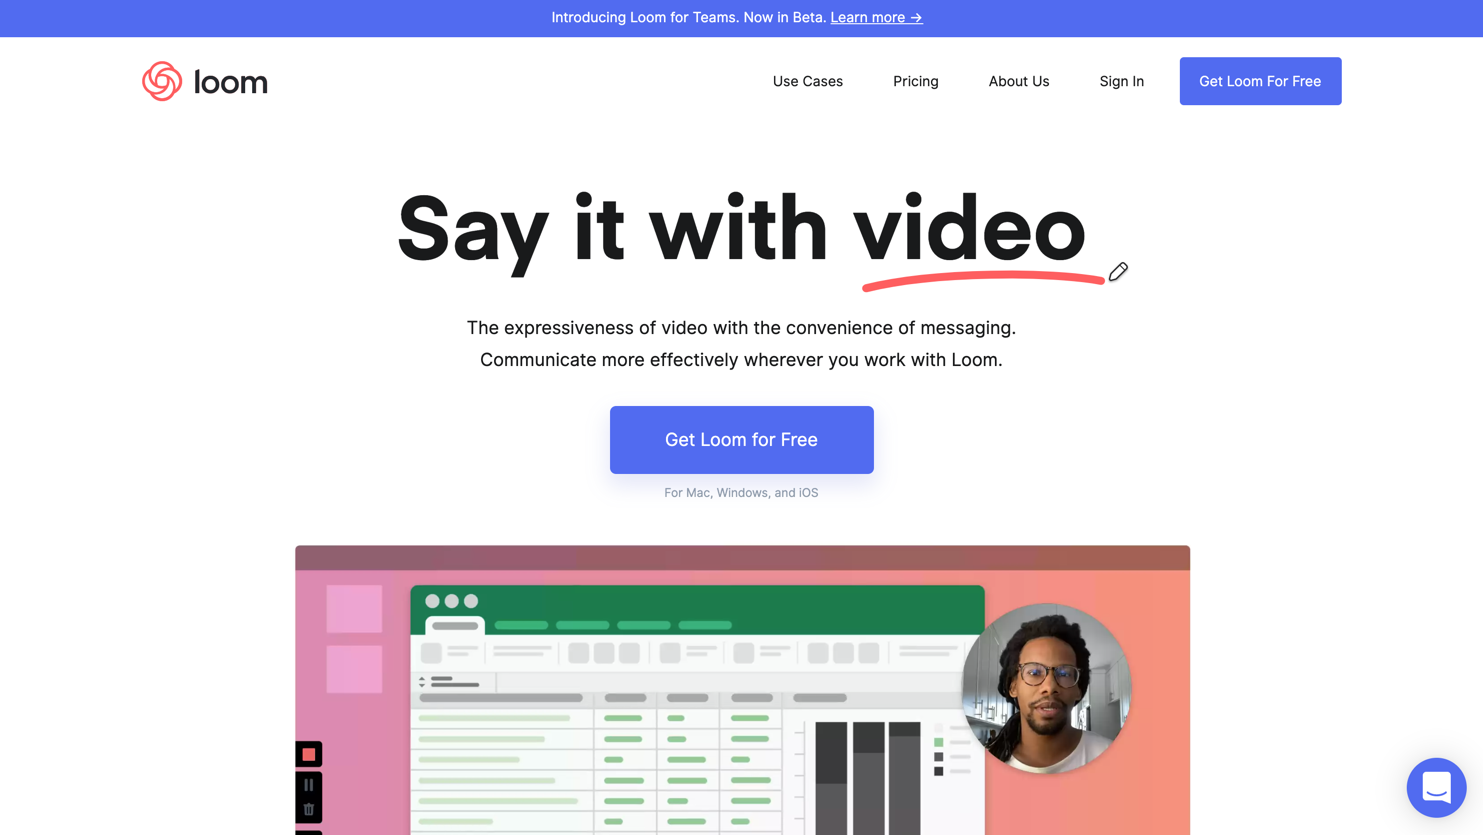 Introducing Loom for Teams. Now in Beta. Learn more →
loom
Use Cases
Pricing
About Us
Sign In
Get Loom For Free
Say it with video
The expressiveness of video with the convenience of messaging.
Communicate more effectively wherever you work with Loom.
Get Loom for Free
For Mac, Windows, and iOS